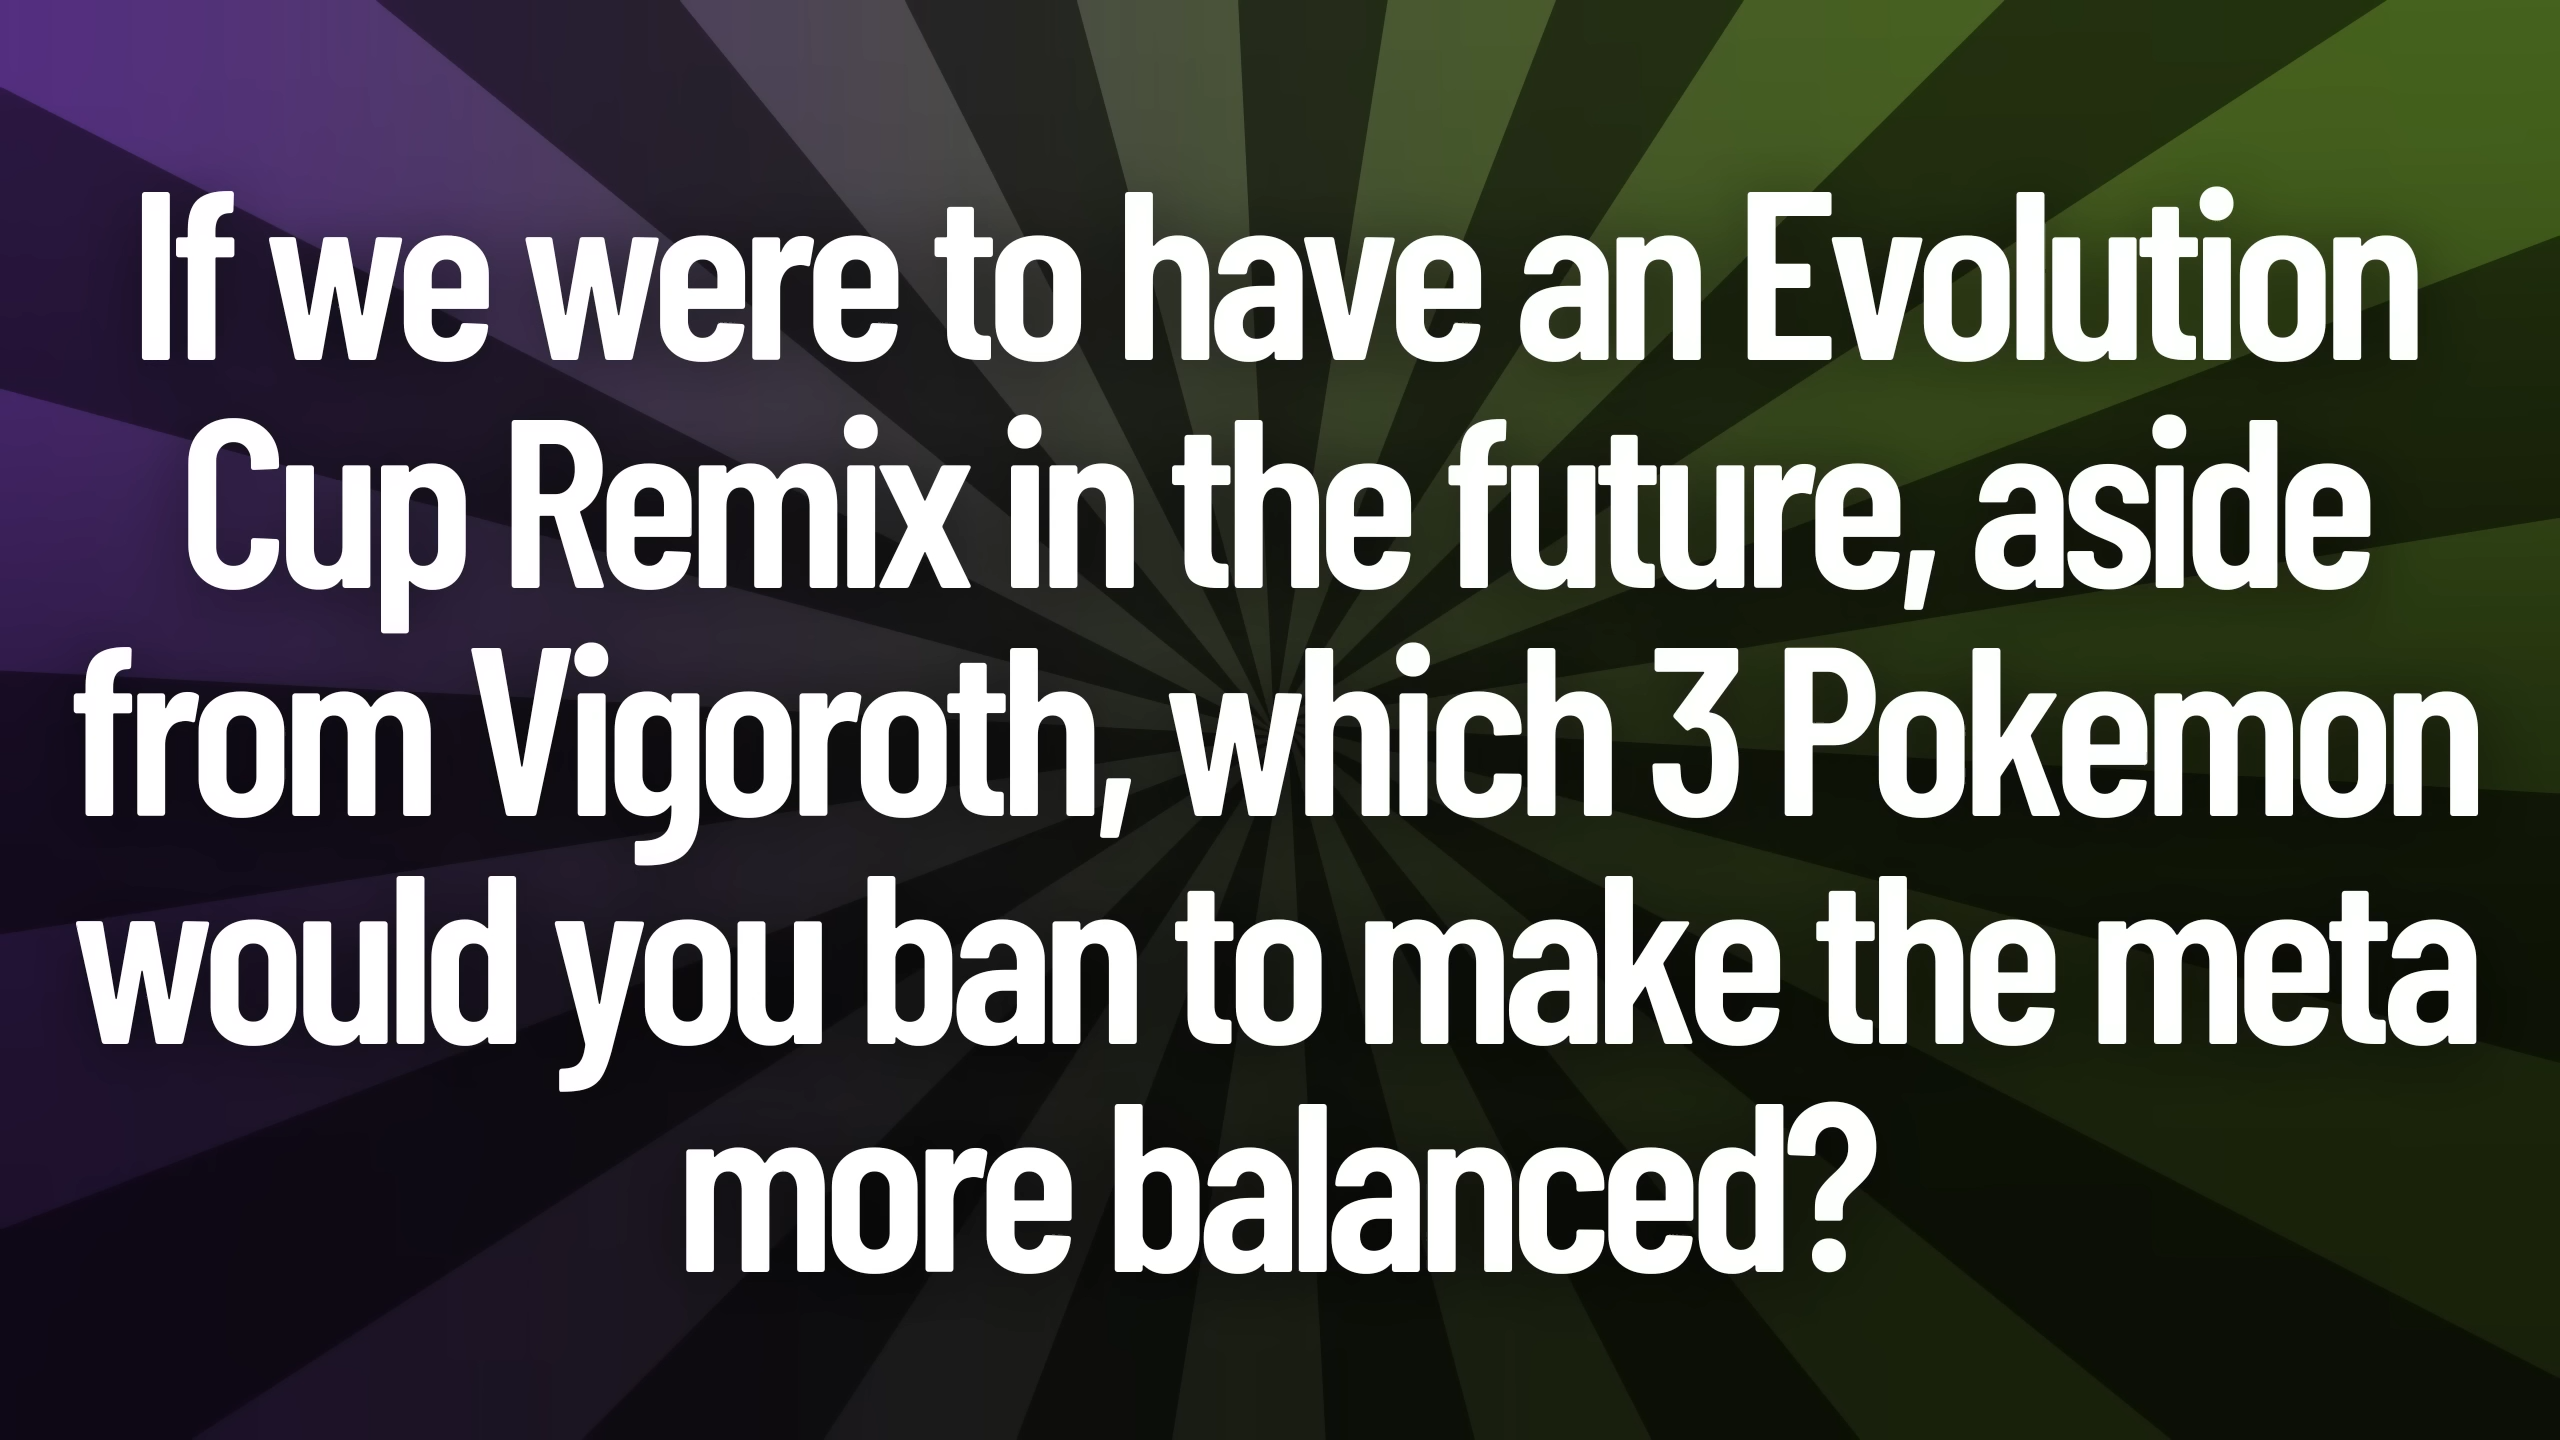 If we were to have an Evolution
Cup Remix in the future, aside
from Vigoroth, which 3 Pokemon
would you ban to make the meta
more balanced?